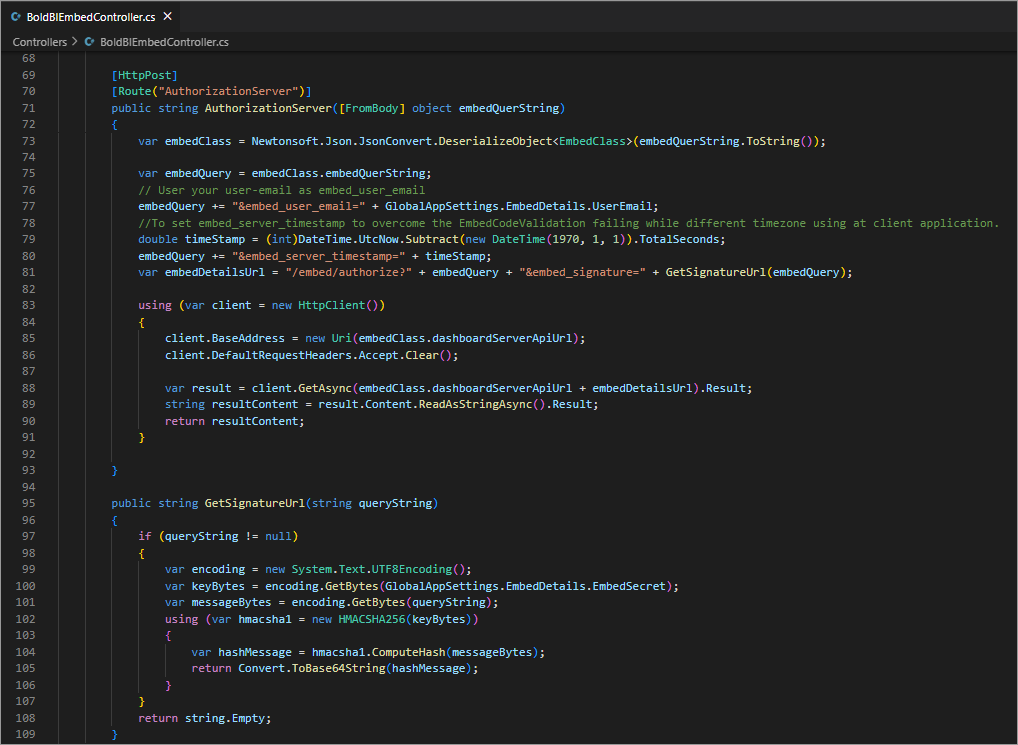 BoldBIEmbedController.cs
Controllers > BoldBIEmbedController.cs
68
69 [HttpPost]
70 [Route("AuthorizationServer")]
71 public string AuthorizationServer([FromBody] object embedQuerString)
72 {
73 var embedClass = Newtonsoft.Json.JsonConvert.DeserializeObject<EmbedClass>(embedQuerString.ToString());
74
75 var embedQuery = embedClass.embedQuerString;
76 // User your user-email as embed_user_email
77 embedQuery += "&embed_user_email=" + GlobalAppSettings.EmbedDetails.UserEmail;
78 //To set embed_server_timestamp to overcome the EmbedCodeValidation failing while different timezone using at client application.
79 double timeStamp = (int)DateTime.UtcNow.Subtract(new DateTime(1970, 1, 1)).TotalSeconds;
80 embedQuery += "&embed_server_timestamp=" + timeStamp;
81 var embedDetailsUrl = "/embed/authorize?" + embedQuery + "&embed_signature=" + GetSignatureUrl(embedQuery);
82
83 using (var client = new HttpClient())
84 {
85 client.BaseAddress = new Uri(embedClass.dashboardServerApiUrl);
86 client.DefaultRequestHeaders.Accept.Clear();
87
88 var result = client.GetAsync(embedClass.dashboardServerApiUrl + embedDetailsUrl).Result;
89 string resultContent = result.Content.ReadAsStringAsync().Result;
90 return resultContent;
91 }
92
93 }
94
95 public string GetSignatureUrl(string queryString)
96 {
97 if (queryString != null)
98 {
99 var encoding = new System.Text.UTF8Encoding();
100 var keyBytes = encoding.GetBytes(GlobalAppSettings.EmbedDetails.EmbedSecret);
101 var messageBytes = encoding.GetBytes(queryString);
102 using (var hmacsha1 = new HMACSHA256(keyBytes))
103 {
104 var hashMessage = hmacsha1.ComputeHash(messageBytes);
105 return Convert.ToBase64String(hashMessage);
106 }
107 }
108 return string.Empty;
109 }